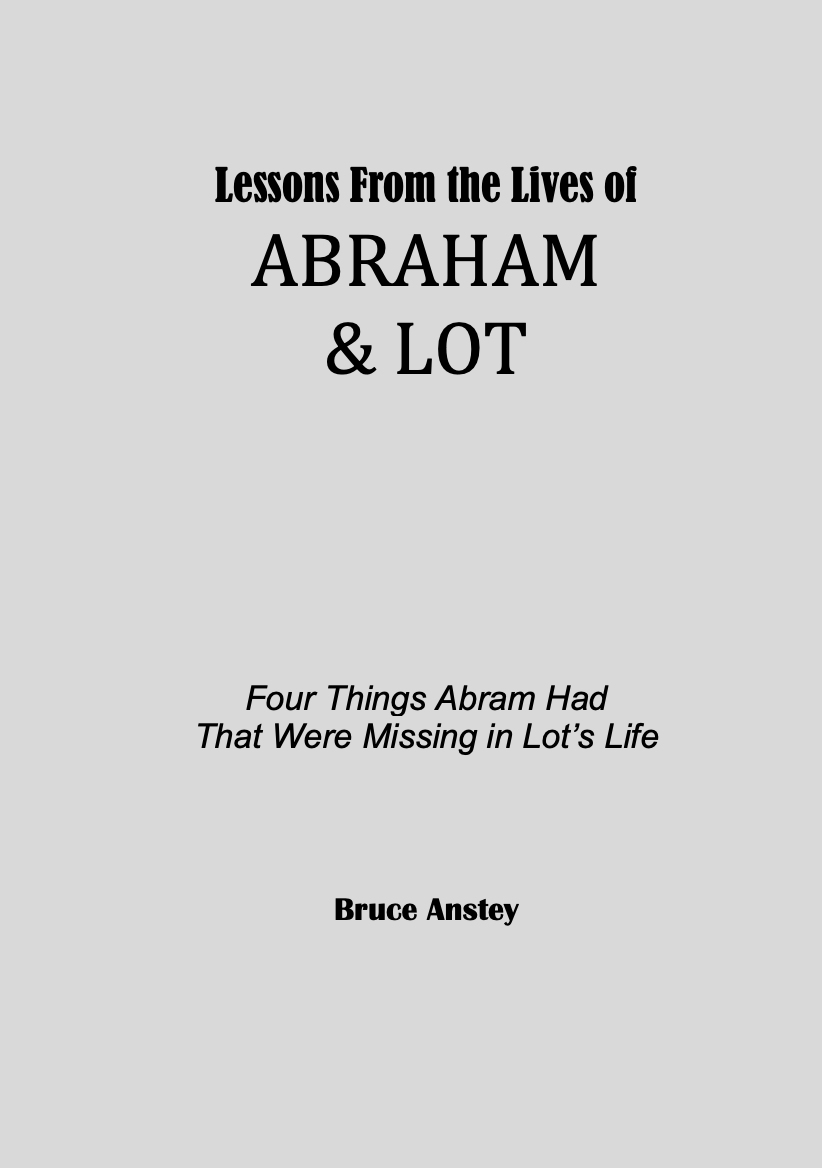 Lessons From the Lives of
ABRAHAM
& LOT
Four Things Abram Had
That Were Missing in Lot’s Life
Bruce Anstey